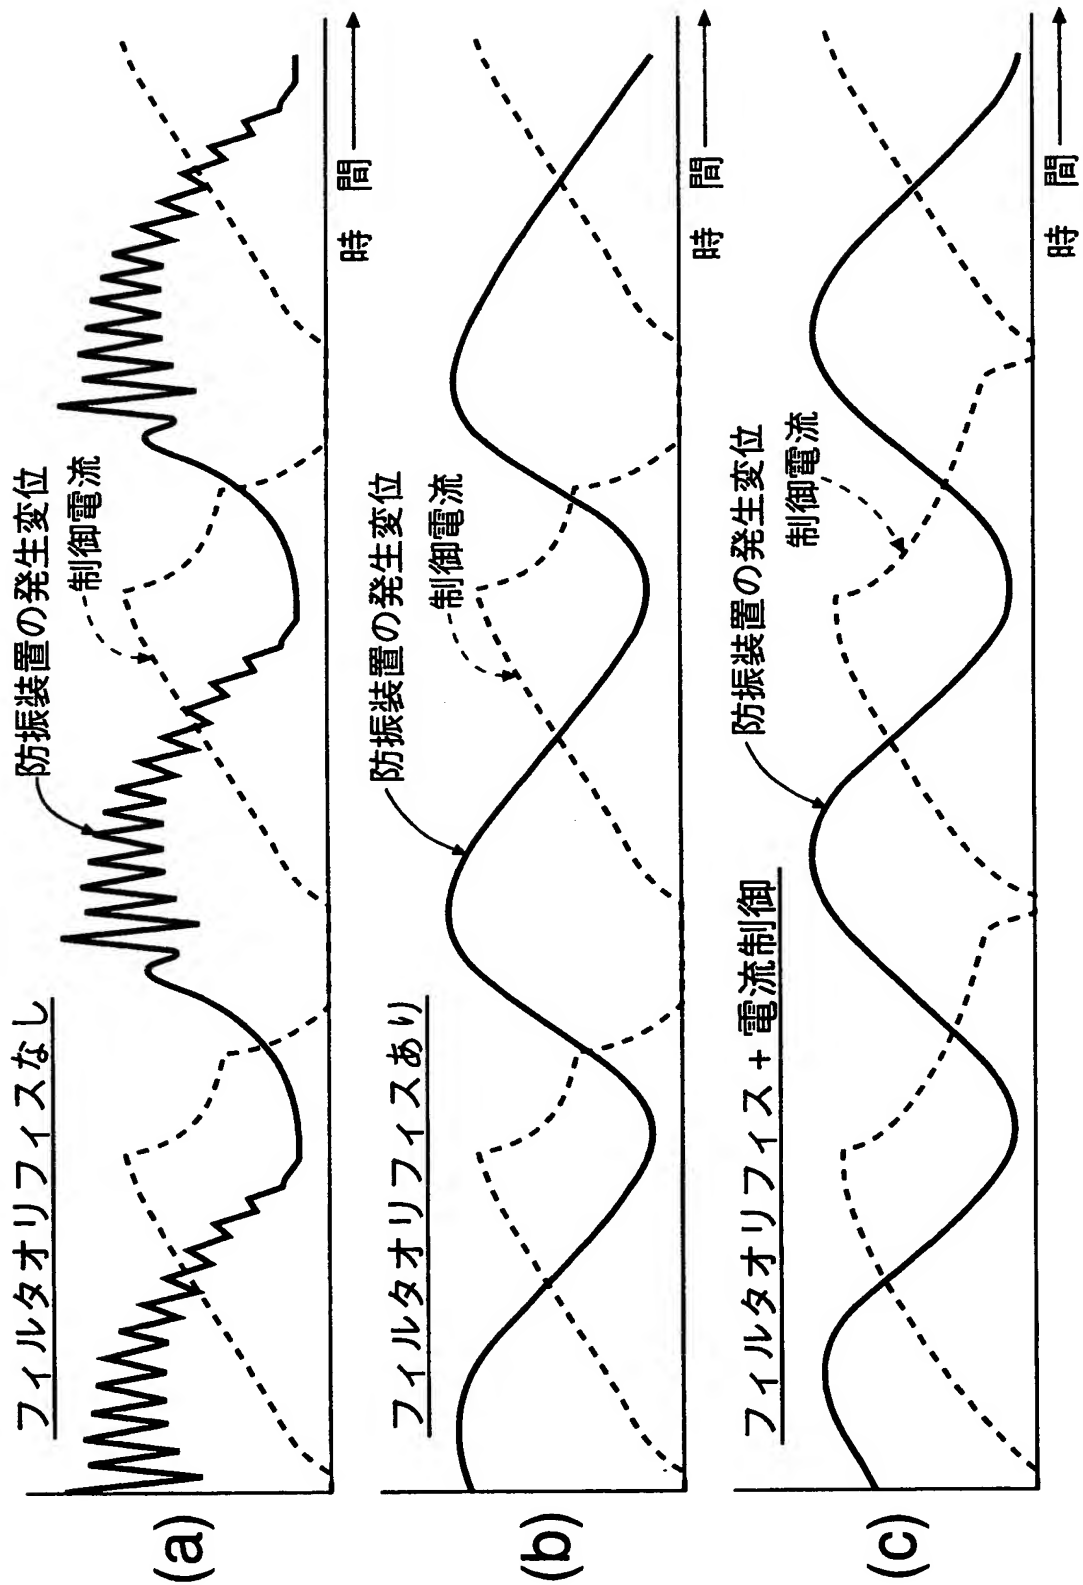 (a)
フィルタオリフィスなし
防振装置の発生変位
制御電流
時間
(b)
フィルタオリフィスあり
防振装置の発生変位
制御電流
時間
(c)
フィルタオリフィス+電流制御
防振装置の発生変位
制御電流
時間